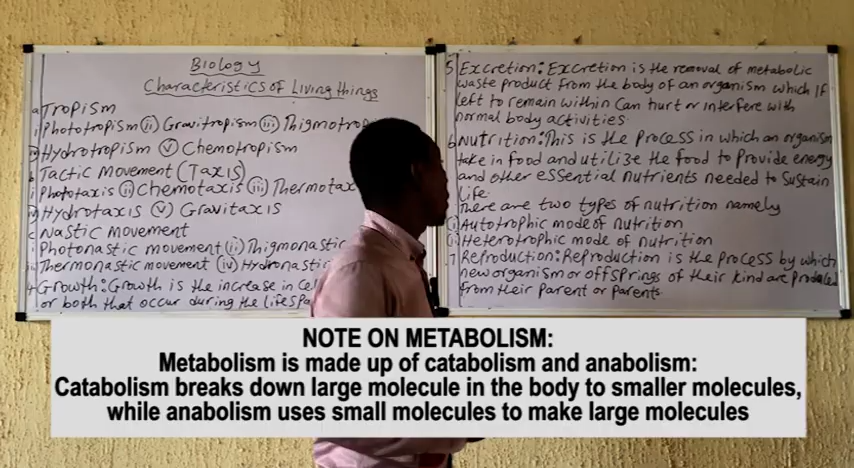 Biology
Characteristics of Living things
a Tropism
i Phototropism (ii) Gravitropism (iii) Thigmotrop
iv Hydrotropism (v) Chemotropism
b Tactic movement (Taxis)
i Phototaxis (ii) Chemotaxis (iii) Thermotax
iv Hydrotaxis (v) Gravitaxis
c Nastic movement
i Photonastic movement (ii) Thigmonastic
iii Thermonastic movement (iv) Hydronastic
4 Growth: Growth is the increase in Cel
or both that occur during the lifespa
5 Excretion: Excretion is the removal of metabolic
waste product from the body of an organism which if
left to remain within can hurt or interfere with
normal body activities
6 Nutrition: This is the Process in which an organism
take in food and utilize the food to Provide energy
and other essential nutrients needed to Sustain
life.
There are two types of nutrition namely
(i) Autotrophic mode of nutrition
(ii) Heterotrophic mode of nutrition
7 Reproduction: Reproduction is the Process by which
new organism or offsprings of their kind are Produced
from their Parent or Parents.
NOTE ON METABOLISM:
Metabolism is made up of catabolism and anabolism:
Catabolism breaks down large molecule in the body to smaller molecules,
while anabolism uses small molecules to make large molecules